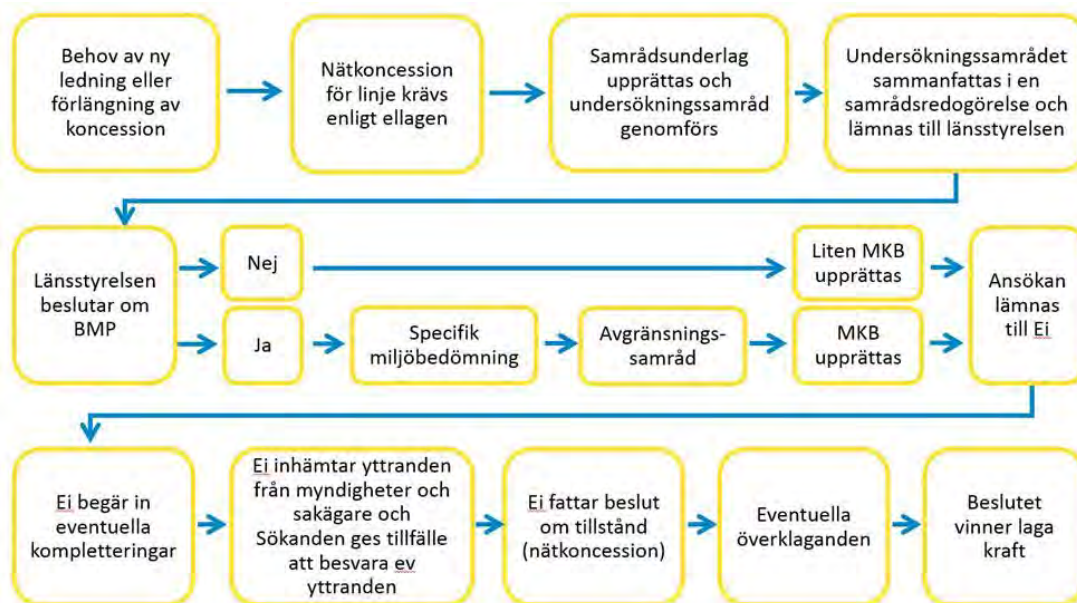 Behov av ny
ledning eller
förlängning av
koncession
Nätkoncession
för linje krävs
enligt ellagen
Samrådsunderlag
upprättas och
undersökningssamråd
genomförs
Undersökningssamrådet
sammanfattas i en
samrådsredogörelse och
lämnas till länsstyrelsen
Länsstyrelsen
beslutar om
BMP
Nej
Liten MKB
upprättas
Ja
Specifik
miljöbedömning
Avgränsnings-
samråd
MKB
upprättas
Ansökan
lämnas
till Ei
Ei begär in
eventuella
kompletteringar
Ei inhämtar yttranden
från myndigheter och
sakägare och
Sökanden ges tillfälle
att besvara ev
yttranden
Ei fattar beslut
om tillstånd
(nätkoncession)
Eventuella
överklaganden
Beslutet
vinner laga
kraft